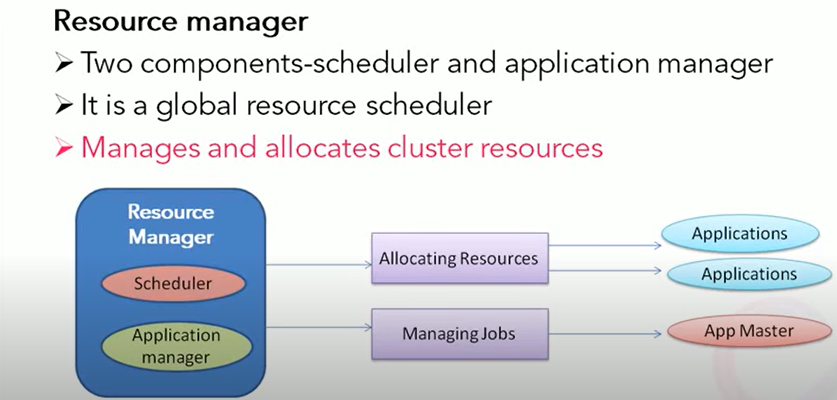 Resource manager
➢ Two components-scheduler and application manager
➢ It is a global resource scheduler
➢ Manages and allocates cluster resources
Resource
Manager
Scheduler
Application
manager
Allocating Resources
Managing Jobs
Applications
Applications
App Master